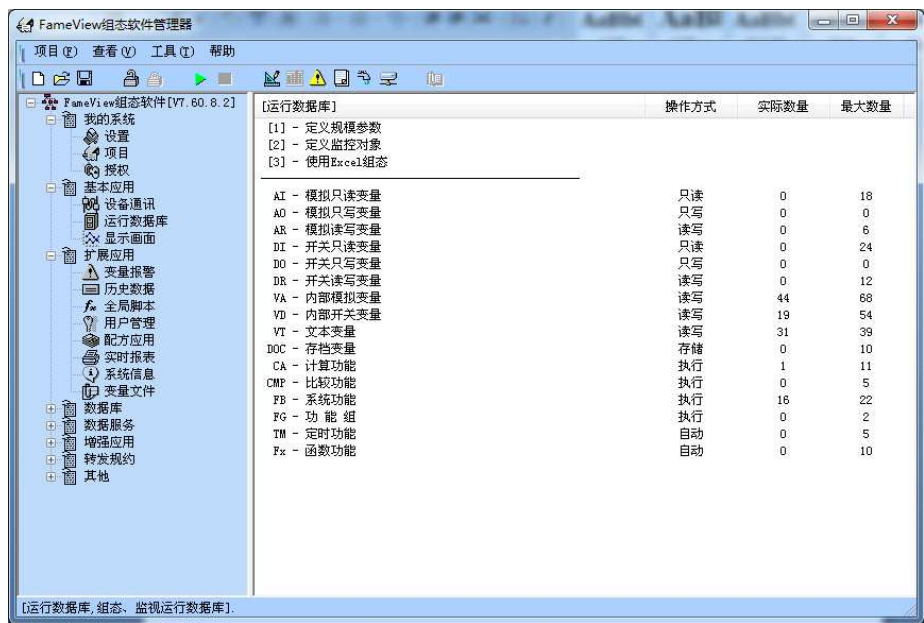 FameView组态软件管理器
项目(F) 查看(V) 工具(T) 帮助
FameView组态软件[V7.60.8.2]
我的系统
设置
项目
授权
基本应用
设备通讯
运行数据库
显示画面
扩展应用
变量报警
历史数据
全局脚本
用户管理
配方应用
实时报表
系统信息
变量文件
数据库
数据服务
增强应用
转发规约
其他
[运行数据库] 操作方式 实际数量 最大数量
[1] - 定义规模参数
[2] - 定义监控对象
[3] - 使用Excel组态
AI - 模拟只读变量 只读 0 18
AO - 模拟只写变量 只写 0 0
AR - 模拟读写变量 读写 0 6
DI - 开关只读变量 只读 0 24
DO - 开关只写变量 只写 0 0
DR - 开关读写变量 读写 0 12
VA - 内部模拟变量 读写 44 68
VD - 内部开关变量 读写 19 54
VT - 文本变量 读写 31 39
DOC - 存档变量 存储 0 10
CA - 计算功能 执行 1 11
CMP - 比较功能 执行 0 5
FB - 系统功能 执行 16 22
FG - 功 能 组 执行 0 2
TM - 定时功能 自动 0 5
Fx - 函数功能 自动 0 10
[运行数据库,组态、监视运行数据库].